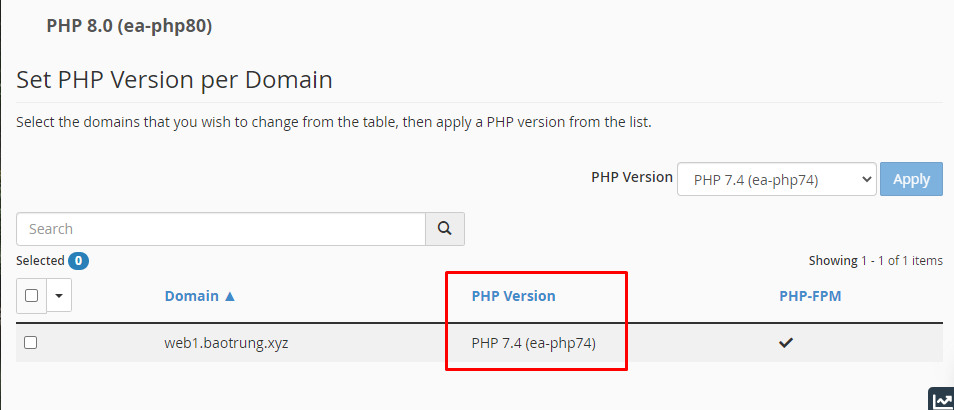 PHP 8.0 (ea-php80)
Set PHP Version per Domain
Select the domains that you wish to change from the table, then apply a PHP version from the list.
PHP Version PHP 7.4 (ea-php74) Apply
Search
Selected 0 Showing 1 - 1 of 1 items
Domain PHP Version PHP-FPM
web1.baotrung.xyz PHP 7.4 (ea-php74)